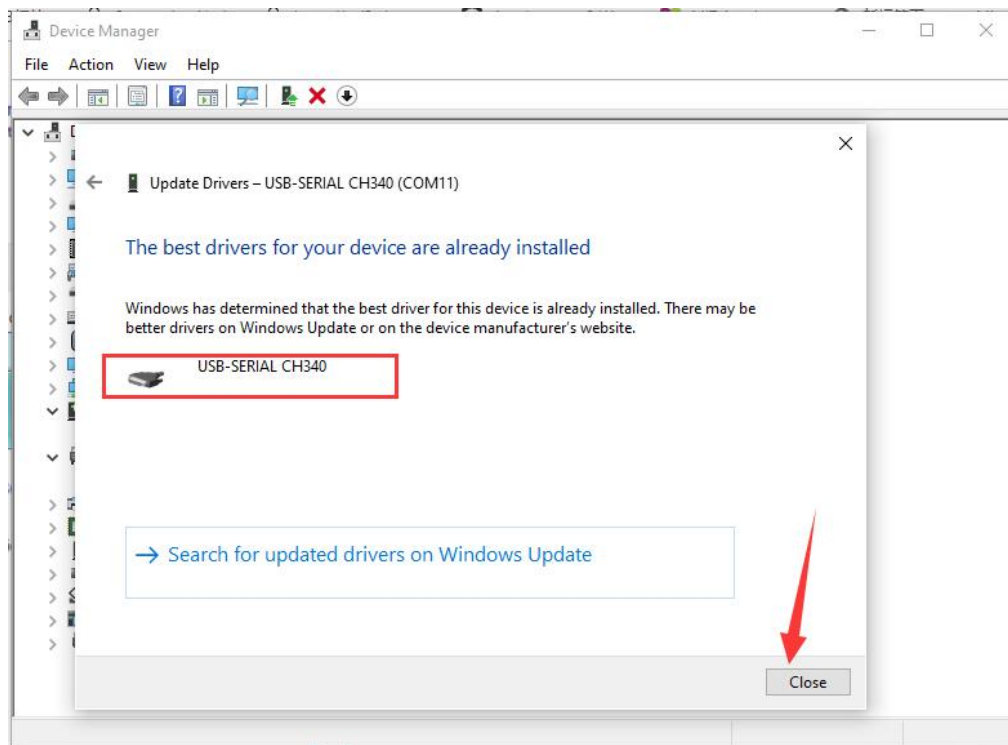 Device Manager
File Action View Help
Update Drivers – USB-SERIAL CH340 (COM11)
The best drivers for your device are already installed
Windows has determined that the best driver for this device is already installed. There may be
better drivers on Windows Update or on the device manufacturer's website.
USB-SERIAL CH340
Search for updated drivers on Windows Update
Close